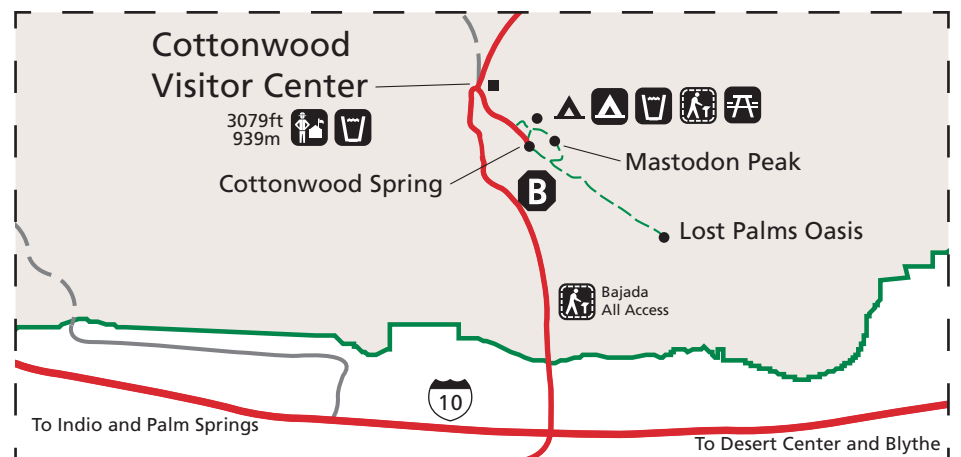 Cottonwood
Visitor Center
3079ft
939m
Mastodon Peak
Cottonwood Spring
B
Lost Palms Oasis
Bajada
All Access
10
To Indio and Palm Springs
To Desert Center and Blythe